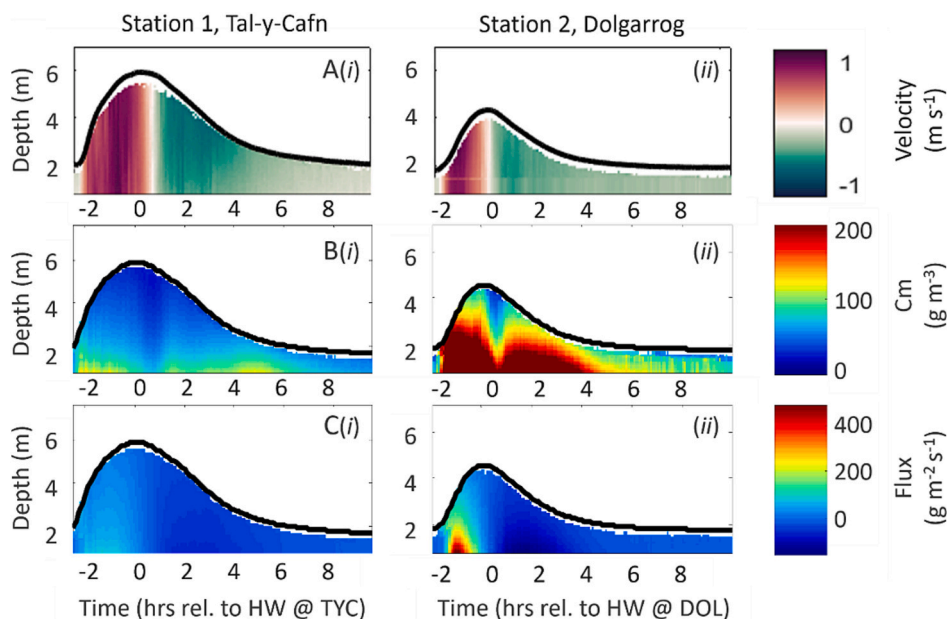 Station 1, Tal-y-Cafn
Station 2, Dolgarrog
Depth (m)
6
4
2
A(i)
-2 0 2 4 6 8
6
4
2
(ii)
-2 0 2 4 6 8
1
0
-1
Velocity
(m s⁻¹)
Depth (m)
6
4
2
B(i)
-2 0 2 4 6 8
6
4
2
(ii)
-2 0 2 4 6 8
200
100
0
Cm
(g m⁻³)
Depth (m)
6
4
2
C(i)
-2 0 2 4 6 8
6
4
2
(ii)
-2 0 2 4 6 8
400
200
0
Flux
(g m⁻² s⁻¹)
Time (hrs rel. to HW @ TYC)
Time (hrs rel. to HW @ DOL)